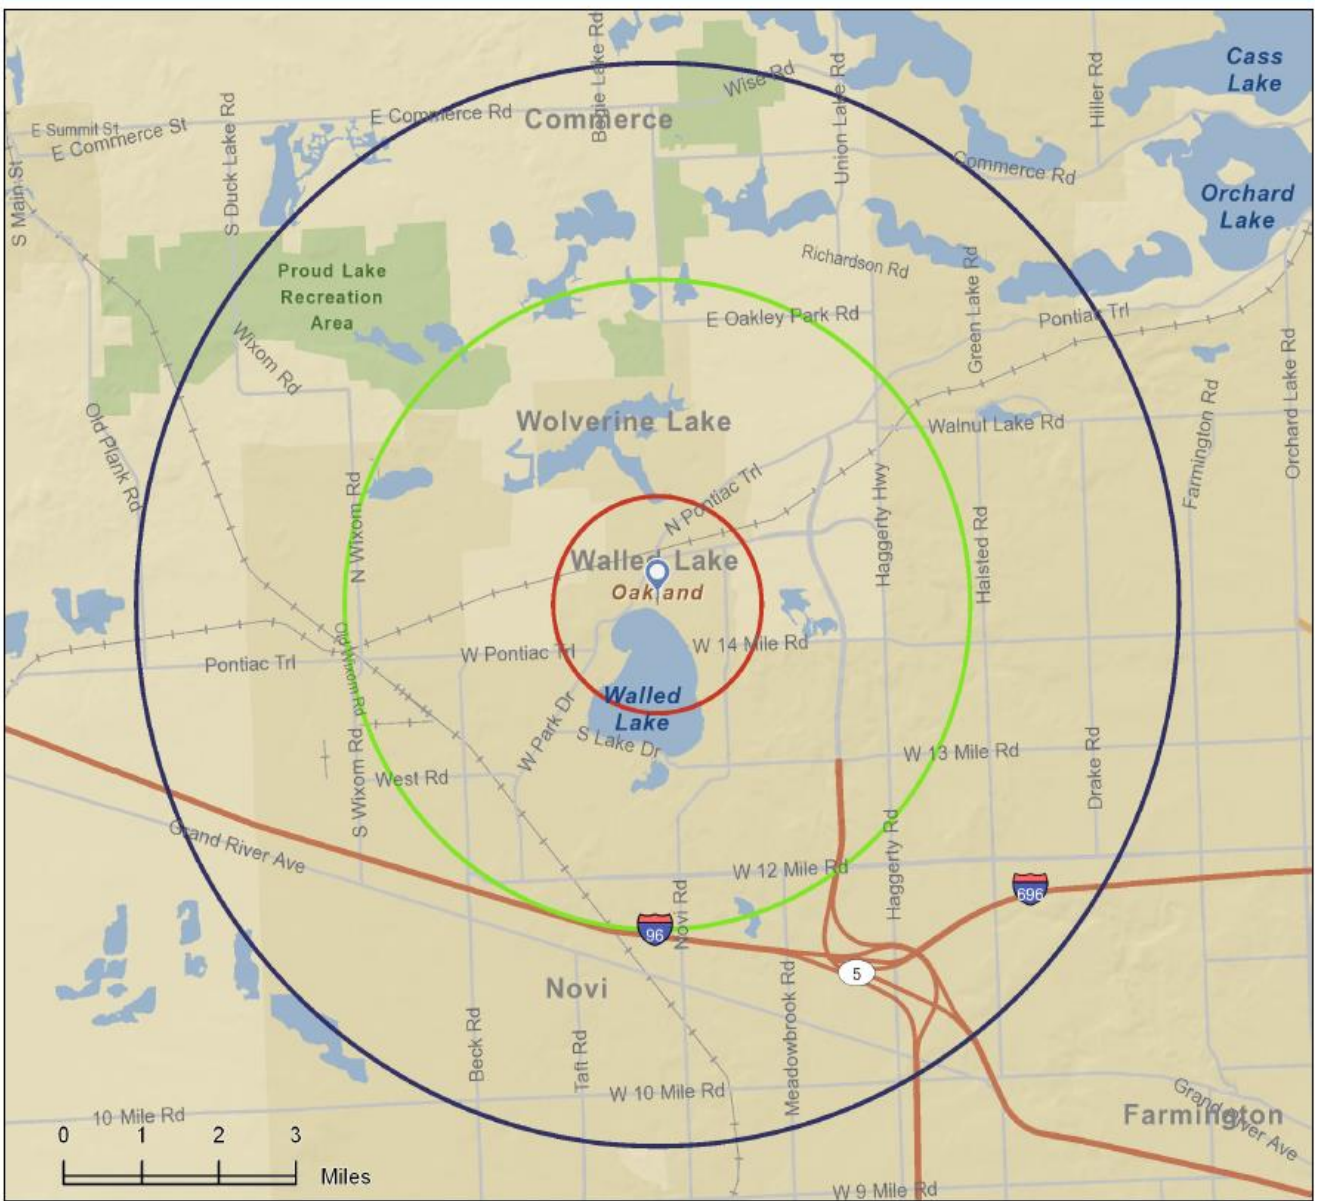 Cass
Lake
Hiller Rd
Bogie Lake Rd
Wise Rd
Union Lake Rd
E Commerce Rd
Commerce
E Summit St
E Commerce St
S Duck Lake Rd
S Main St
Commerce Rd
Orchard
Lake
Richardson Rd
Green Lake Rd
Proud Lake
Recreation
Area
E Oakley Park Rd
Pontiac Trl
Wixom Rd
Old Plank Rd
Orchard Lake Rd
Farmington Rd
Wolverine Lake
Walnut Lake Rd
N Wixom Rd
N Pontiac Trl
Haggerty Hwy
Halsted Rd
Walled Lake
Oakland
W 14 Mile Rd
Old Wixom Rd
Pontiac Trl
W Pontiac Trl
Walled
Lake
W Park Dr
S Lake Dr
W 13 Mile Rd
Drake Rd
S Wixom Rd
West Rd
Grand River Ave
W 12 Mile Rd
Haggerty Rd
696
96
Novi Rd
5
Novi
Meadowbrook Rd
Beck Rd
Taft Rd
W 10 Mile Rd
10 Mile Rd
Farmington
Grand River Ave
0 1 2 3
Miles
W 9 Mile Rd